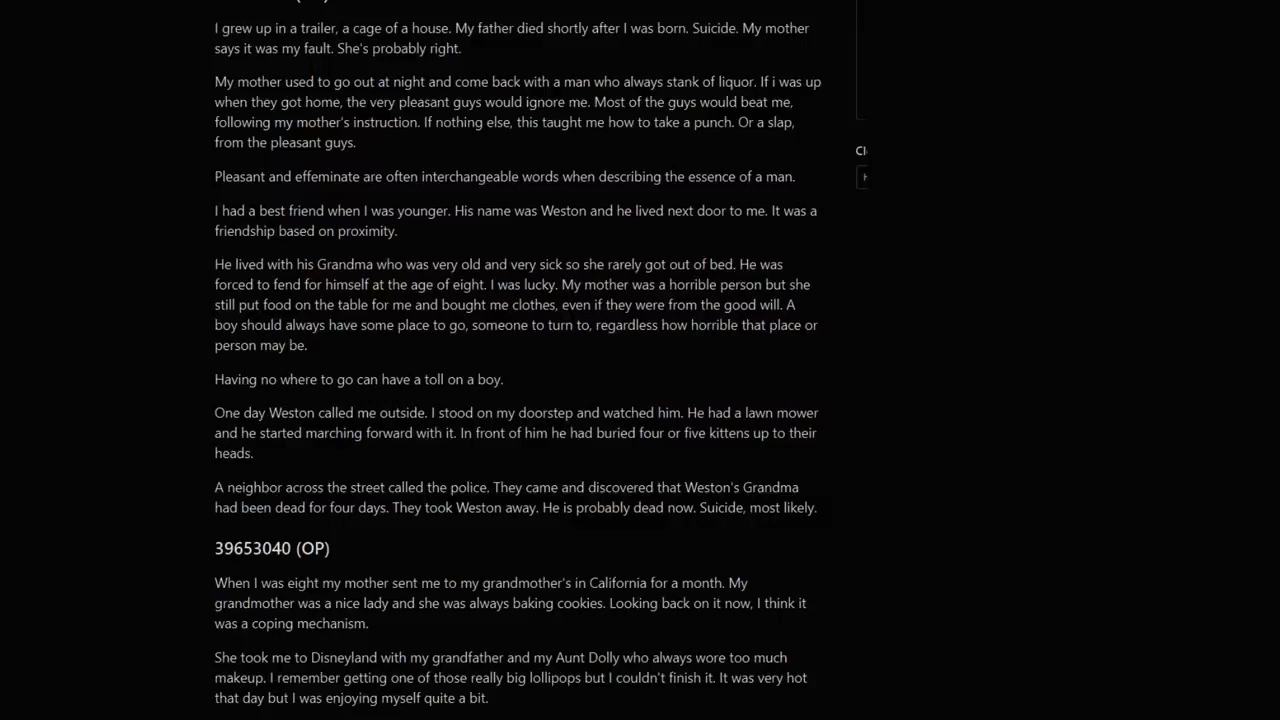 I grew up in a trailer, a cage of a house. My father died shortly after I was born. Suicide. My mother
says it was my fault. She's probably right.
My mother used to go out at night and come back with a man who always stank of liquor. If i was up
when they got home, the very pleasant guys would ignore me. Most of the guys would beat me,
following my mother's instruction. If nothing else, this taught me how to take a punch. Or a slap,
from the pleasant guys.
Pleasant and effeminate are often interchangeable words when describing the essence of a man.
I had a best friend when I was younger. His name was Weston and he lived next door to me. It was a
friendship based on proximity.
He lived with his Grandma who was very old and very sick so she rarely got out of bed. He was
forced to fend for himself at the age of eight. I was lucky. My mother was a horrible person but she
still put food on the table for me and bought me clothes, even if they were from the good will. A
boy should always have some place to go, someone to turn to, regardless how horrible that place or
person may be.
Having no where to go can have a toll on a boy.
One day Weston called me outside. I stood on my doorstep and watched him. He had a lawn mower
and he started marching forward with it. In front of him he had buried four or five kittens up to their
heads.
A neighbor across the street called the police. They came and discovered that Weston's Grandma
had been dead for four days. They took Weston away. He is probably dead now. Suicide, most likely.
39653040 (OP)
When I was eight my mother sent me to my grandmother's in California for a month. My
grandmother was a nice lady and she was always baking cookies. Looking back on it now, I think it
was a coping mechanism.
She took me to Disneyland with my grandfather and my Aunt Dolly who always wore too much
makeup. I remember getting one of those really big lollipops but I couldn't finish it. It was very hot
that day but I was enjoying myself quite a bit.